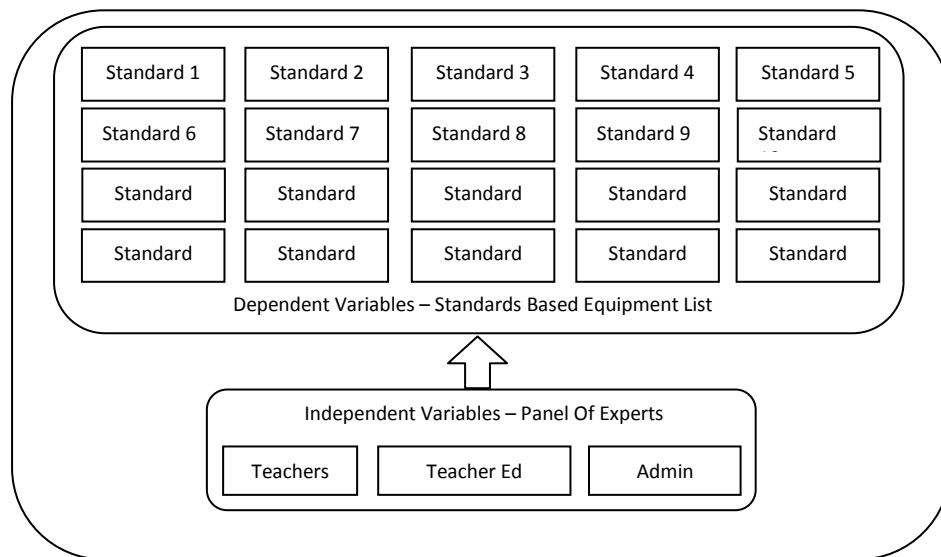 Standard 1 Standard 2 Standard 3 Standard 4 Standard 5
Standard 6 Standard 7 Standard 8 Standard 9 Standard
Standard Standard Standard Standard Standard
Standard Standard Standard Standard Standard
Dependent Variables – Standards Based Equipment List
Independent Variables – Panel Of Experts
Teachers Teacher Ed Admin